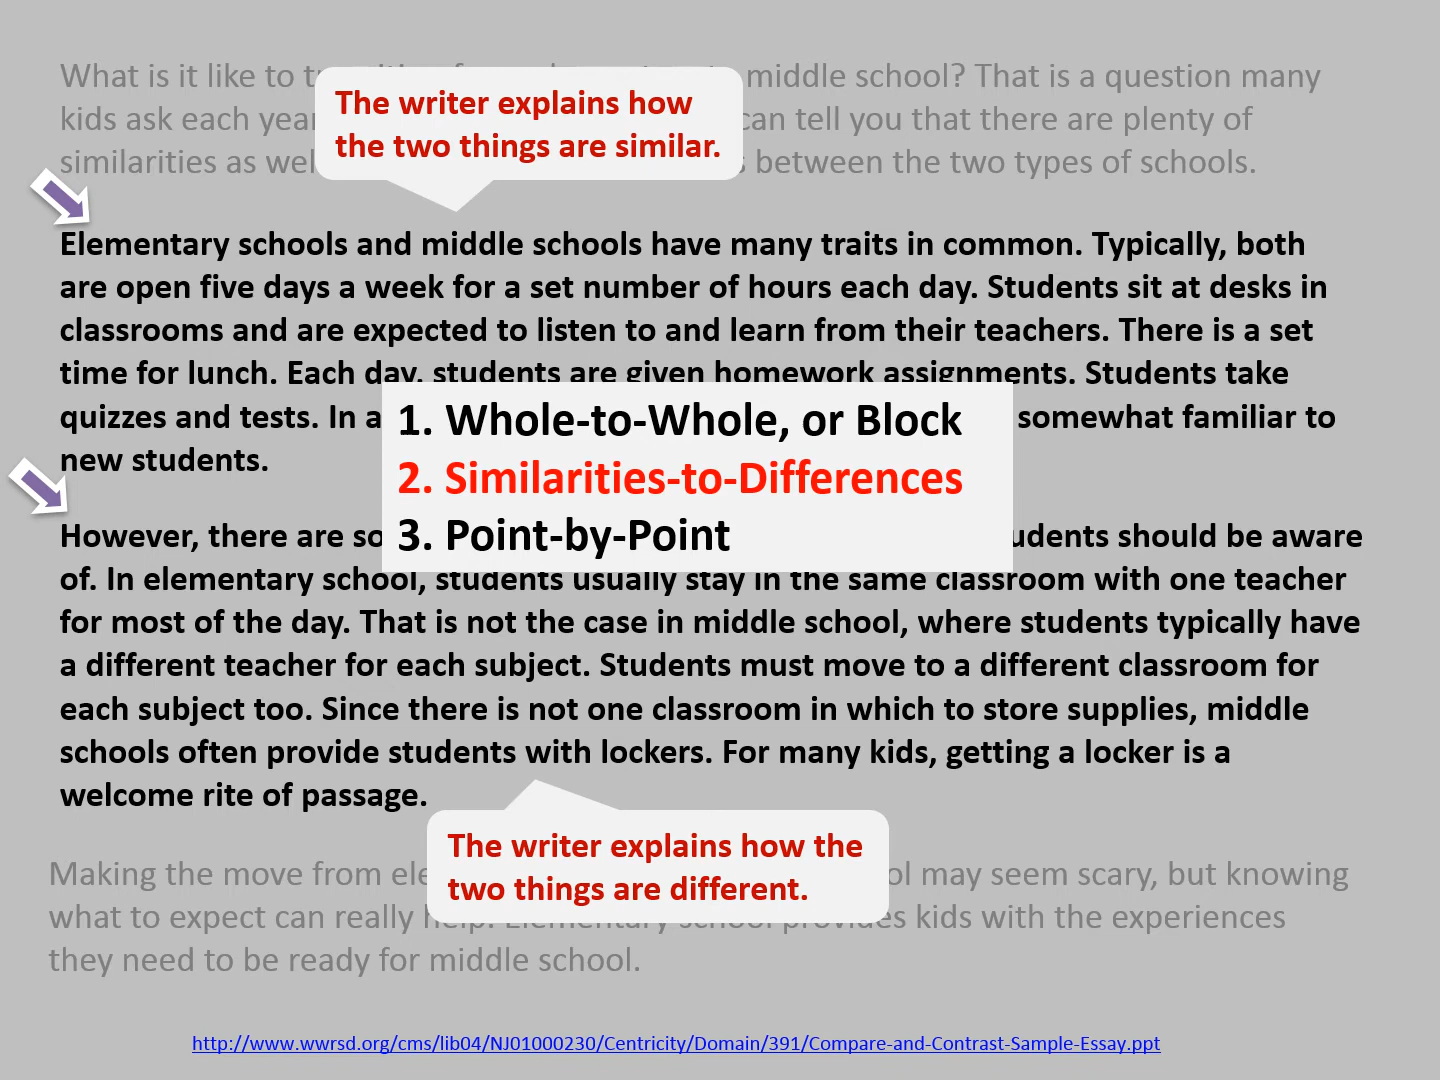 What is it like to middle school? That is a question many
kids ask each year can tell you that there are plenty of
similarities as between the two types of schools.
The writer explains how
the two things are similar.
Elementary schools and middle schools have many traits in common. Typically, both
are open five days a week for a set number of hours each day. Students sit at desks in
classrooms and are expected to listen to and learn from their teachers. There is a set
time for lunch. Each day, students are given homework assignments. Students take
quizzes and tests. In somewhat familiar to
new students.
1. Whole-to-Whole, or Block
2. Similarities-to-Differences
3. Point-by-Point
However, there are should be aware
of. In elementary school, students usually stay in the same classroom with one teacher
for most of the day. That is not the case in middle school, where students typically have
a different teacher for each subject. Students must move to a different classroom for
each subject too. Since there is not one classroom in which to store supplies, middle
schools often provide students with lockers. For many kids, getting a locker is a
welcome rite of passage.
The writer explains how the
two things are different.
Making the move from may seem scary, but knowing
what to expect can really help. Elementary school provides kids with the experiences
they need to be ready for middle school.
http://www.wwrsd.org/cms/lib04/NJ01000230/Centricity/Domain/391/Compare-and-Contrast-Sample-Essay.ppt